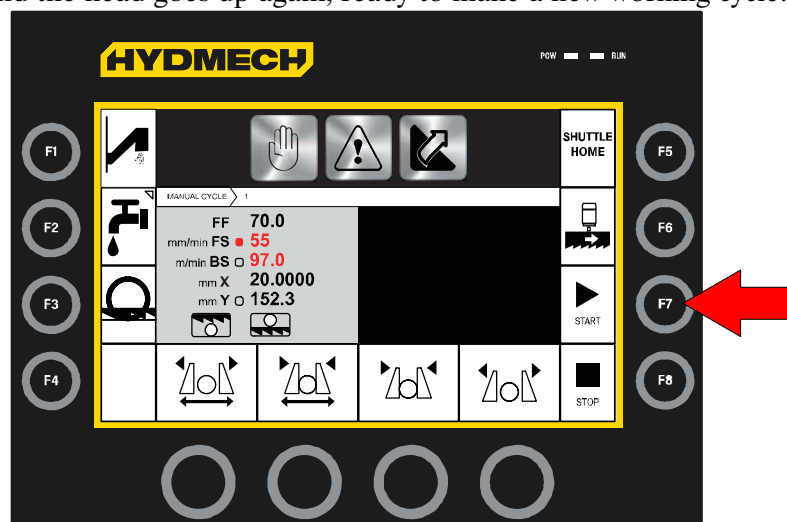 and the head goes up again, ready to make a new working cycle.
HYDMECH
POW RUN
F1
F2
F3
F4
SHUTTLE
HOME
MANUAL CYCLE 1
FF 70.0
mm/min FS 55
m/min BS 97.0
mm X 20.0000
mm Y 152.3
START
STOP
F5
F6
F7
F8